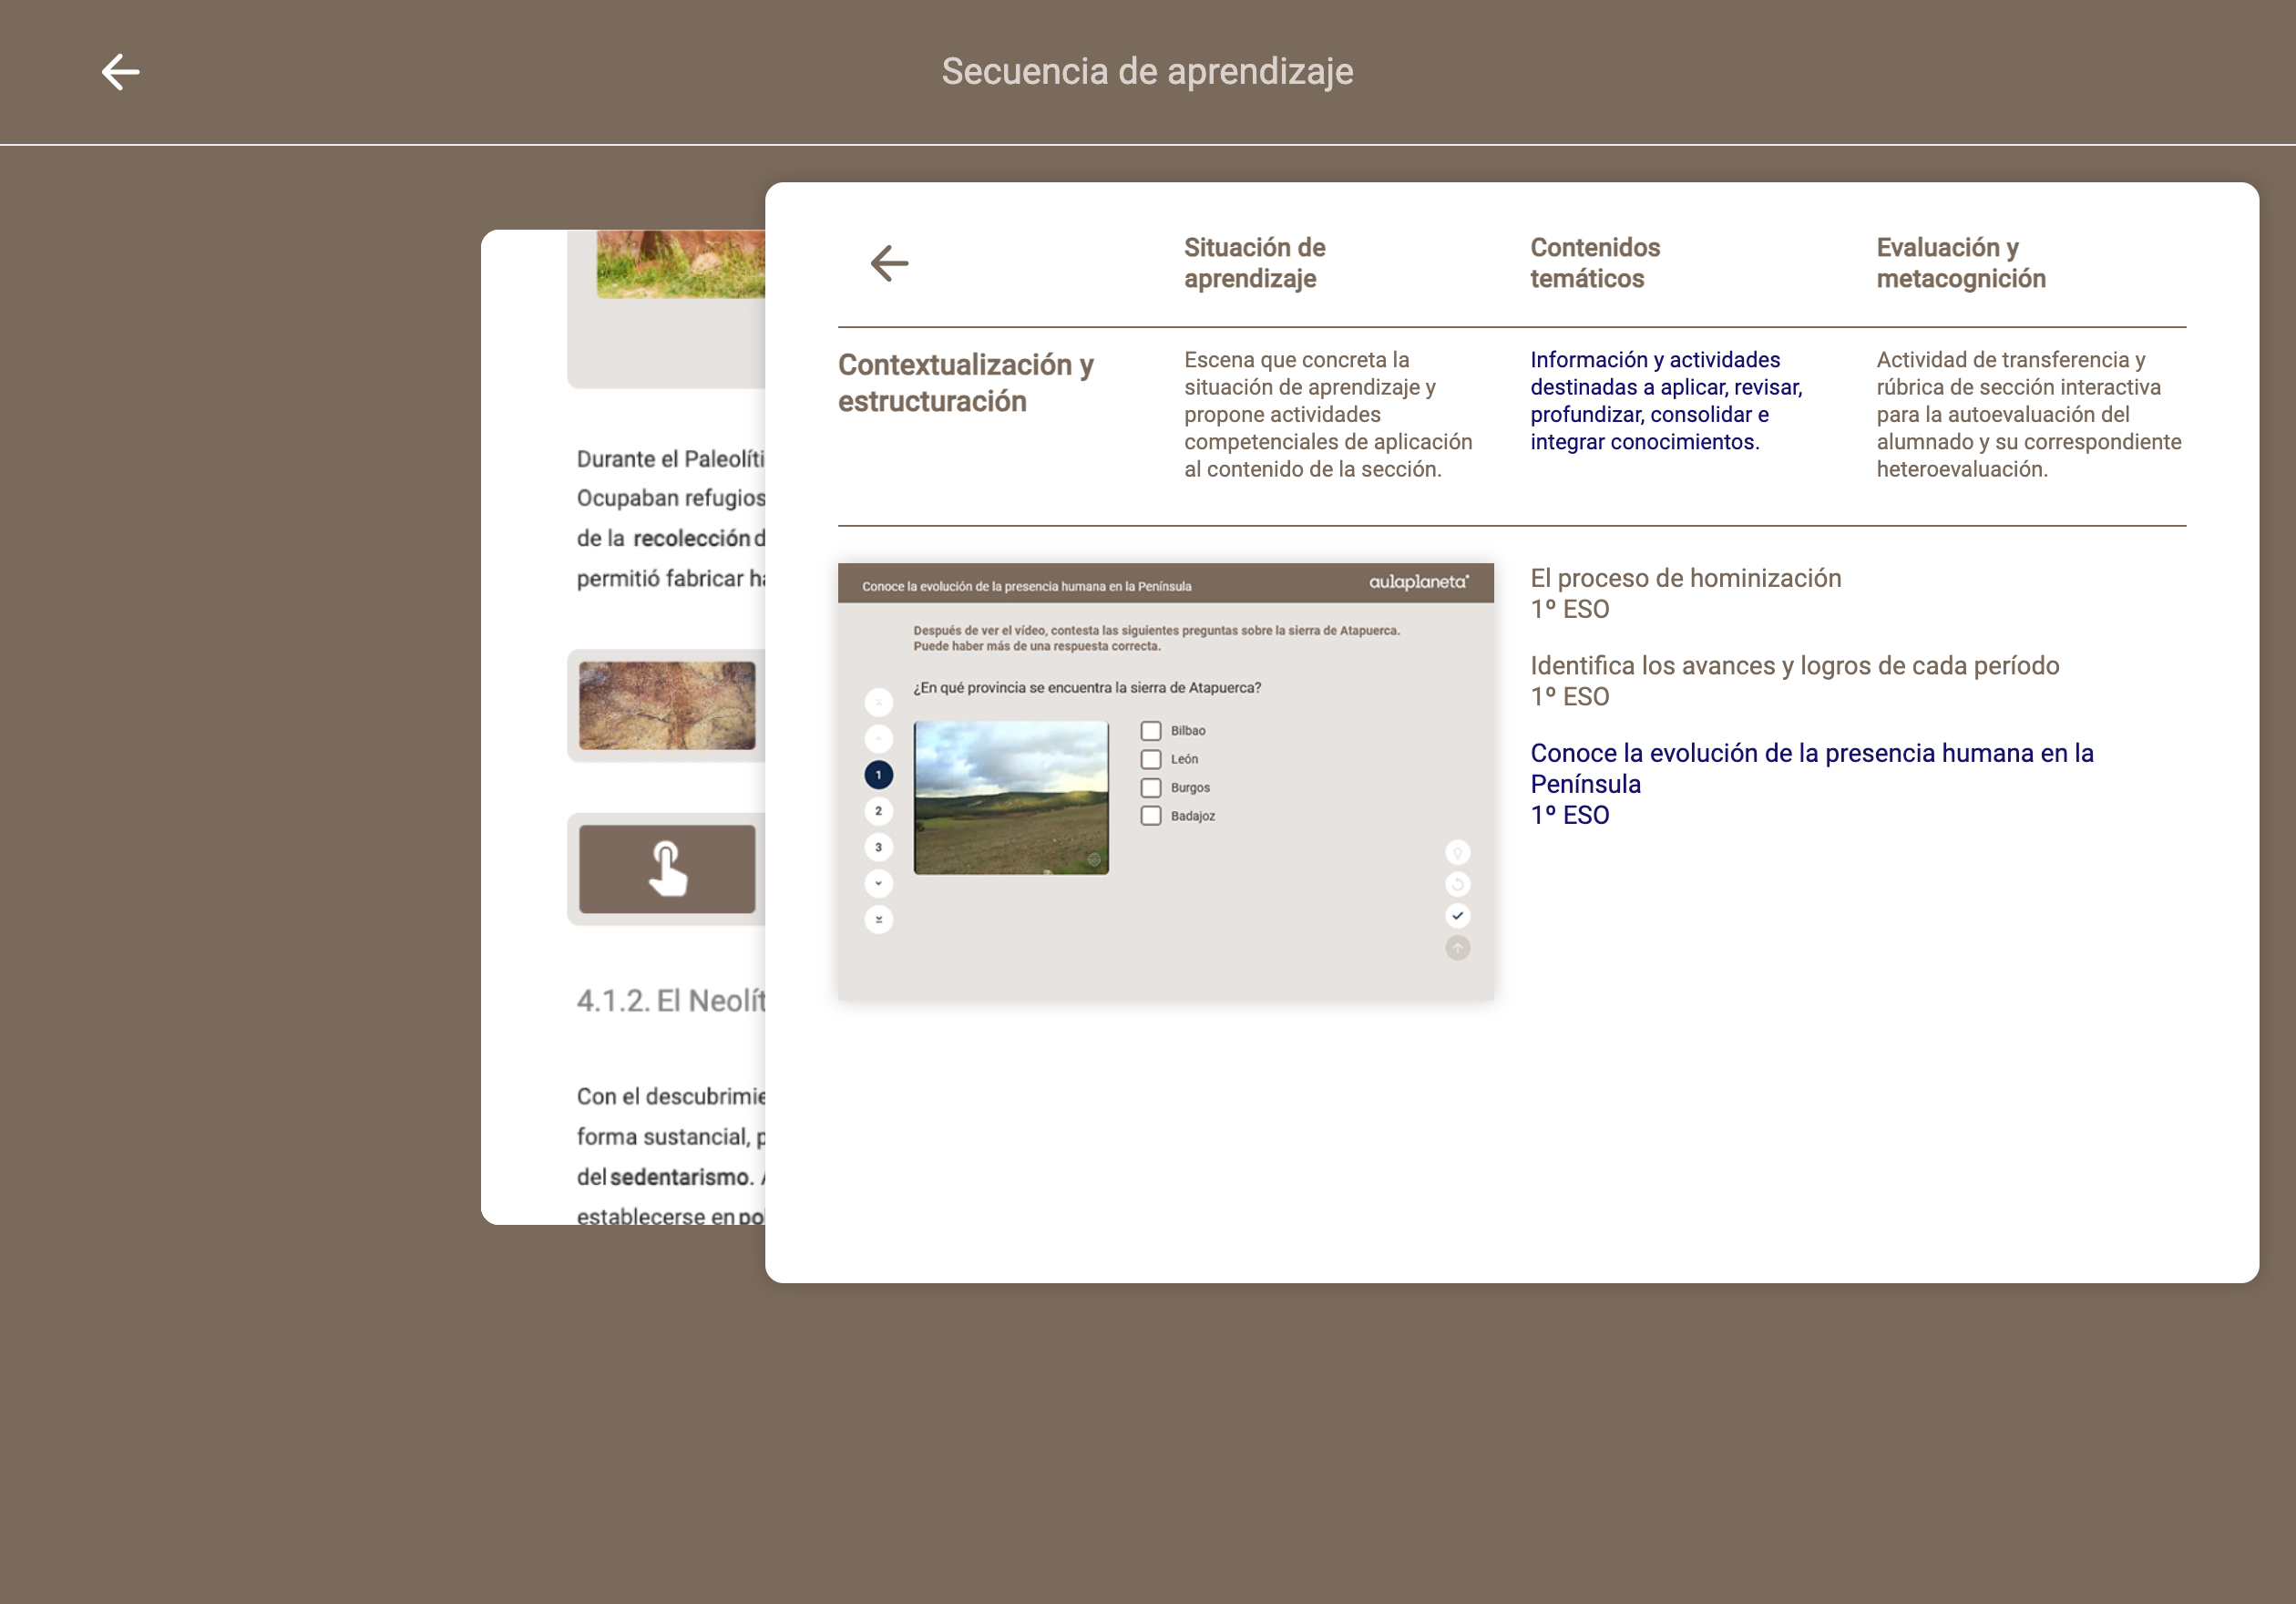 Secuencia de aprendizaje
Durante el Paleolíti
Ocupaban refugios
de la recolección d
permitió fabricar ha
4.1.2. El Neolít
Con el descubrimie
forma sustancial, p
del sedentarismo. A
establecerse en pol
Situación de
aprendizaje
Contenidos
temáticos
Evaluación y
metacognición
Contextualización y
estructuración
Escena que concreta la
situación de aprendizaje y
propone actividades
competenciales de aplicación
al contenido de la sección.
Información y actividades
destinadas a aplicar, revisar,
profundizar, consolidar e
integrar conocimientos.
Actividad de transferencia y
rúbrica de sección interactiva
para la autoevaluación del
alumnado y su correspondiente
heteroevaluación.
Conoce la evolución de la presencia humana en la Península
aulaplaneta
Después de ver el vídeo, contesta las siguientes preguntas sobre la sierra de Atapuerca.
Puede haber más de una respuesta correcta.
¿En qué provincia se encuentra la sierra de Atapuerca?
1
2
3
Bilbao
León
Burgos
Badajoz
El proceso de hominización
1º ESO
Identifica los avances y logros de cada período
1º ESO
Conoce la evolución de la presencia humana en la
Península
1º ESO